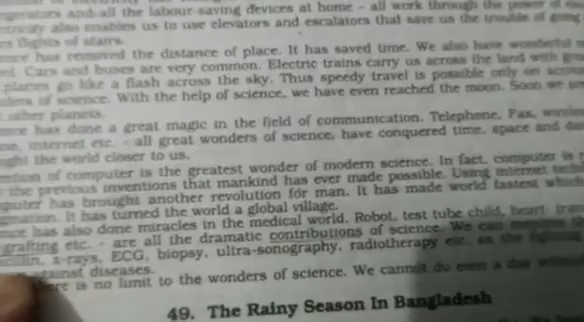 and all the labour-saving devices at home - all work through the power of
also enables us to use elevators and escalators that save us the trouble of going
flights of stairs.
has removed the distance of place. It has saved time. We also have wonderful
Cars and buses are very common. Electric trains carry us across the land with
places go like a flash across the sky. Thus speedy travel is possible only on
of science. With the help of science, we have even reached the moon. Soon we
other planets.
has done a great magic in the field of communication. Telephone, Fax,
internet etc. - all great wonders of science, have conquered time, space and
the world closer to us.
of computer is the greatest wonder of modern science. In fact, computer is
the previous inventions that mankind has ever made possible. Using internet
has brought another revolution for man. It has made world fastest
It has turned the world a global village.
has also done miracles in the medical world. Robot, test tube child, heart
grafting etc. - are all the dramatic contributions of science. We can
x-rays, ECG, biopsy, ultra-sonography, radiotherapy etc. in the
against diseases.
is no limit to the wonders of science. We cannot do even a day
49. The Rainy Season In Bangladesh